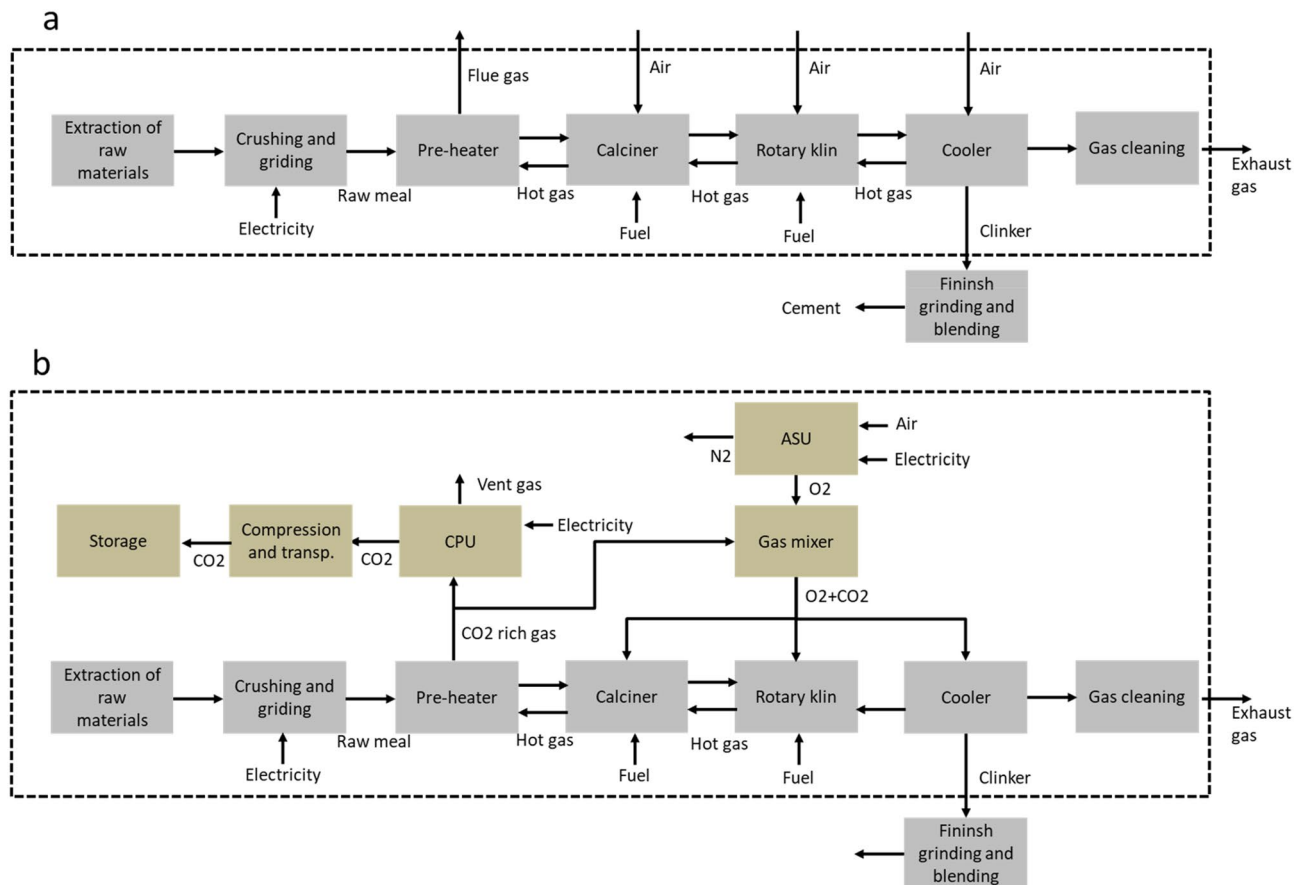 a
Flue gas
Air
Air
Air
Extraction of
raw
materials
Crushing and
griding
Pre-heater
Calciner
Rotary klin
Cooler
Gas cleaning
Raw meal
Hot gas
Hot gas
Hot gas
Exhaust
gas
Electricity
Fuel
Fuel
Clinker
Cement
Fininsh
grinding and
blending
b
ASU
Air
N2
Electricity
O2
Vent gas
Storage
CO2
Compression
and transp.
CO2
CPU
Electricity
Gas mixer
O2+CO2
CO2 rich gas
Extraction of
raw
materials
Crushing and
griding
Pre-heater
Calciner
Rotary klin
Cooler
Gas cleaning
Raw meal
Hot gas
Hot gas
Exhaust
gas
Electricity
Fuel
Fuel
Clinker
Fininsh
grinding and
blending